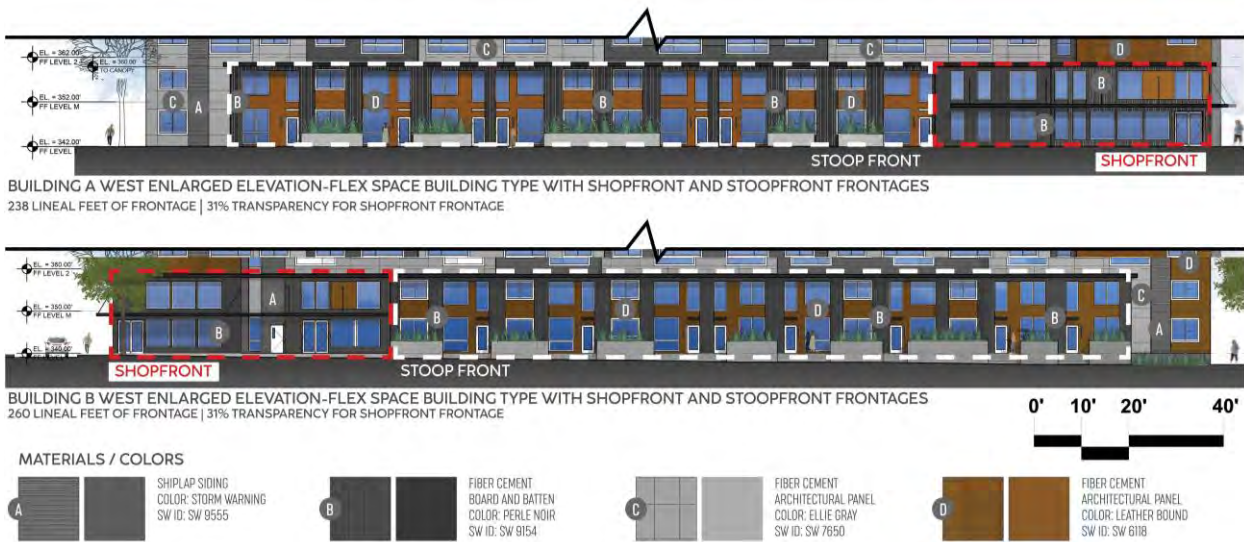 EL. = 362.00'
FF LEVEL 2
EL. = 360.00'
TO CANOPY
C
C
D
B
C
A
EL. = 352.00'
FF LEVEL M
B
D
B
B
D
B
EL. = 342.00'
FF LEVEL
STOOP FRONT
SHOPFRONT
BUILDING A WEST ENLARGED ELEVATION-FLEX SPACE BUILDING TYPE WITH SHOPFRONT AND STOOPFRONT FRONTAGES
238 LINEAL FEET OF FRONTAGE | 31% TRANSPARENCY FOR SHOPFRONT FRONTAGE
EL. = 360.00'
FF LEVEL 2
D
C
A
EL. = 350.00'
FF LEVEL M
B
B
D
D
B
B
A
EL. = 340.00'
FF LEVEL
SHOPFRONT
STOOP FRONT
BUILDING B WEST ENLARGED ELEVATION-FLEX SPACE BUILDING TYPE WITH SHOPFRONT AND STOOPFRONT FRONTAGES
260 LINEAL FEET OF FRONTAGE | 31% TRANSPARENCY FOR SHOPFRONT FRONTAGE
0' 10' 20' 40'
MATERIALS / COLORS
A
SHIPLAP SIDING
COLOR: STORM WARNING
SW ID: SW 9555
B
FIBER CEMENT
BOARD AND BATTEN
COLOR: PERLE NOIR
SW ID: SW 9154
C
FIBER CEMENT
ARCHITECTURAL PANEL
COLOR: ELLIE GRAY
SW ID: SW 7650
D
FIBER CEMENT
ARCHITECTURAL PANEL
COLOR: LEATHER BOUND
SW ID: SW 6118